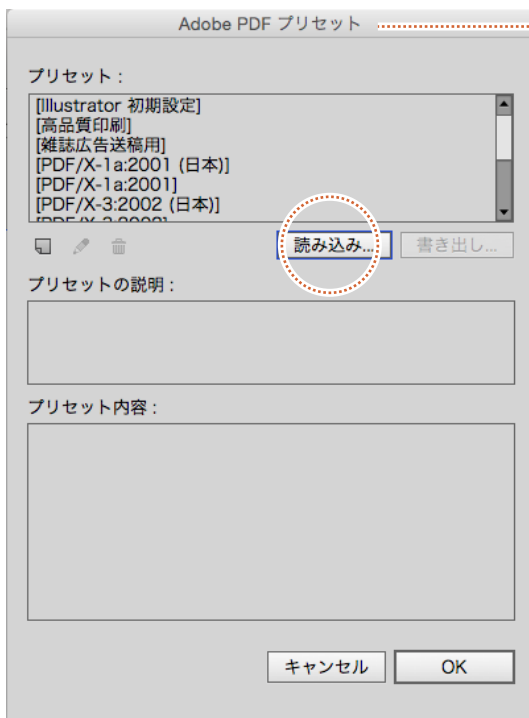 Adobe PDF プリセット
プリセット :
[Illustrator 初期設定]
[高品質印刷]
[雑誌広告送稿用]
[PDF/X-1a:2001 (日本)]
[PDF/X-1a:2001]
[PDF/X-3:2002 (日本)]
読み込み...
書き出し...
プリセットの説明 :
プリセット内容 :
キャンセル
OK